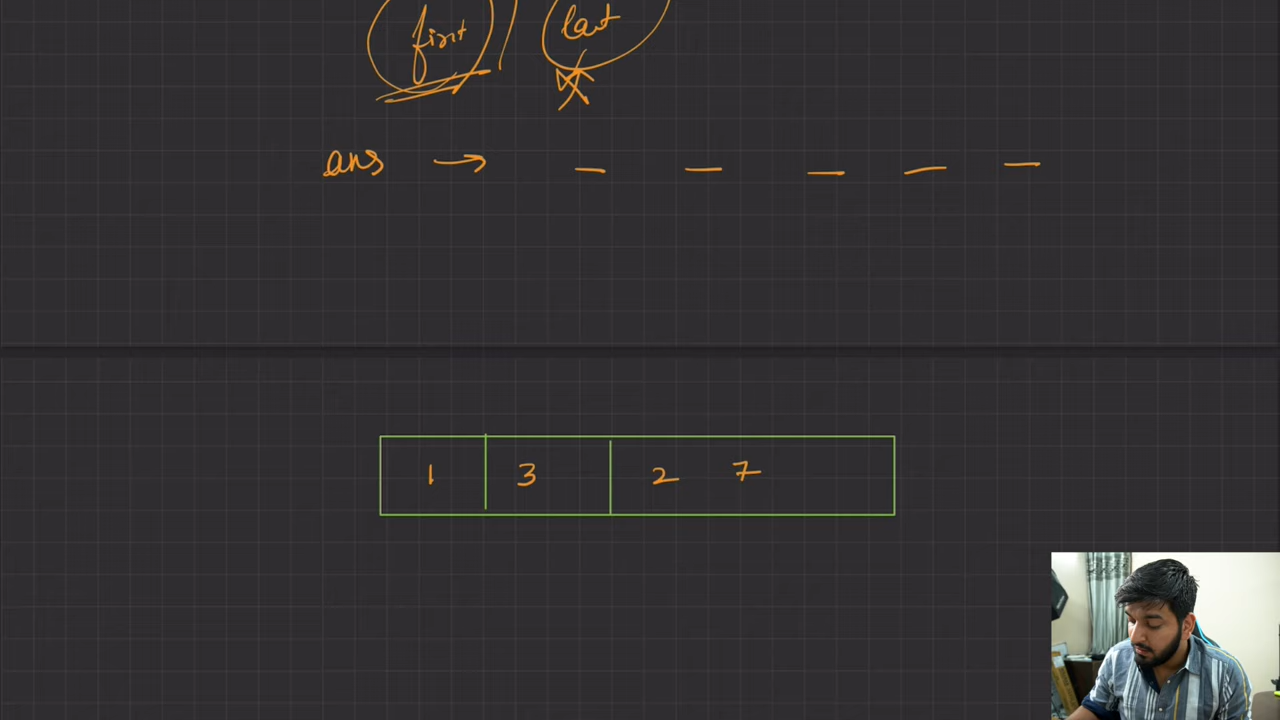 first last
ans → _ _ _ _ _
1 3 2 7